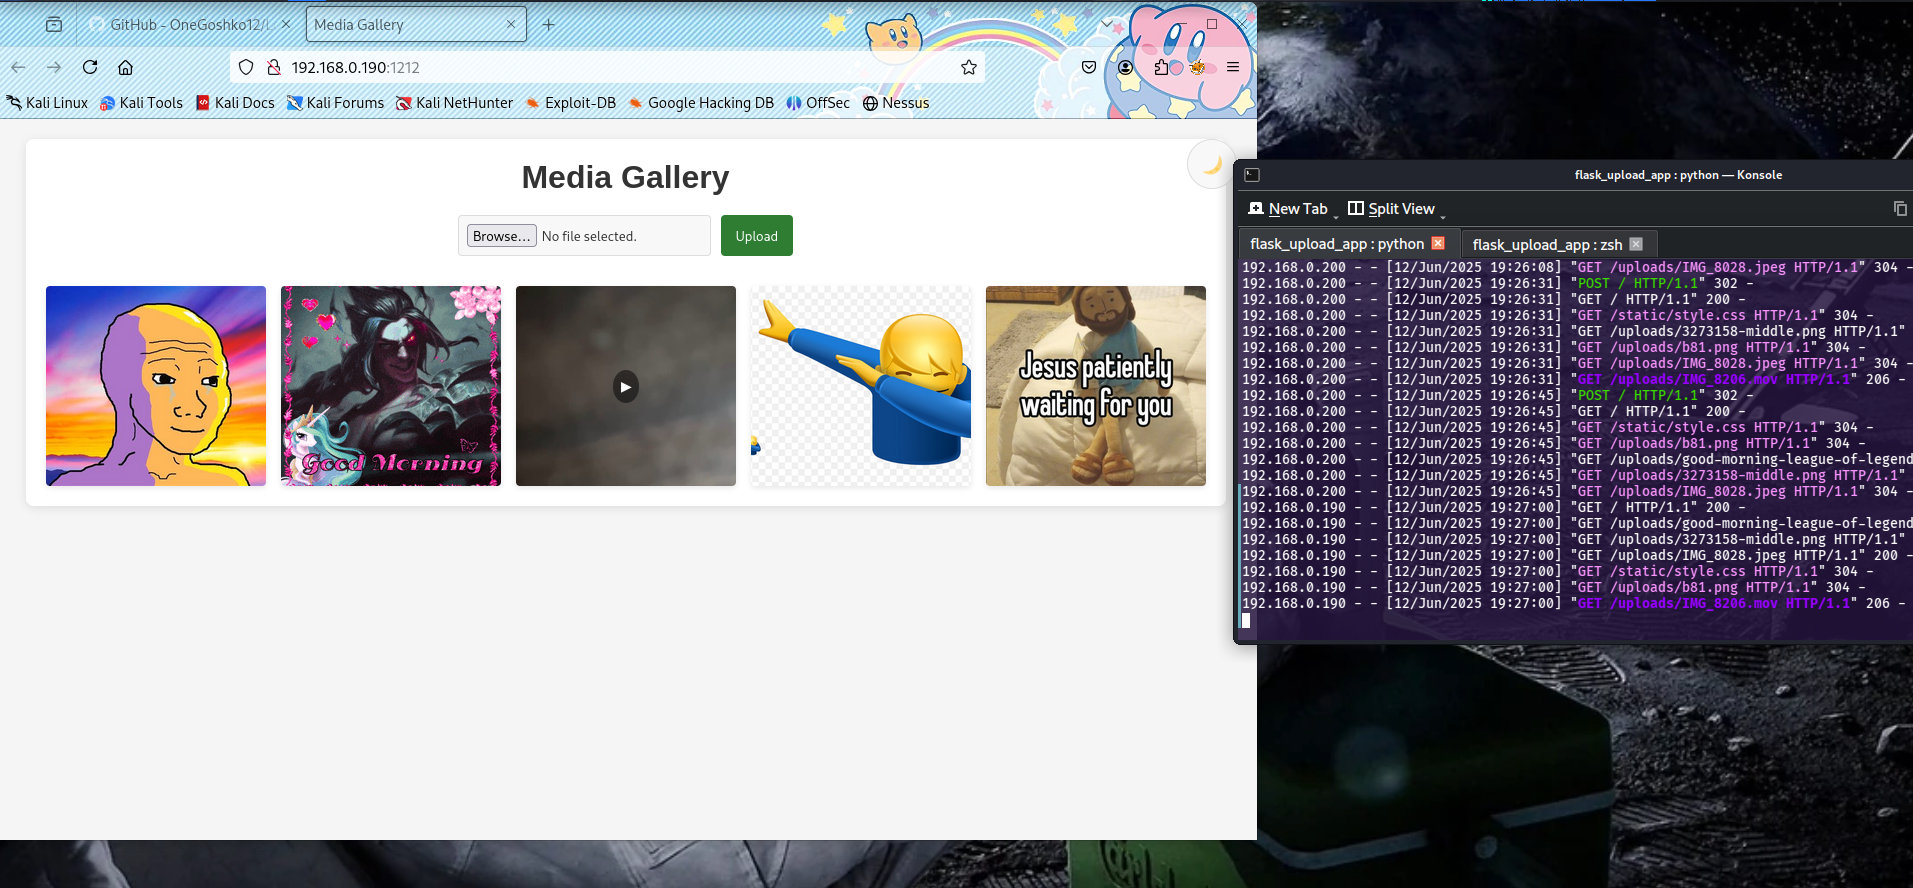 GitHub - OneGoshko12/L
Media Gallery
192.168.0.190:1212
Kali Linux
Kali Tools
Kali Docs
Kali Forums
Kali NetHunter
Exploit-DB
Google Hacking DB
OffSec
Nessus
Media Gallery
Browse...
No file selected.
Upload
Good Morning
Jesus patiently
waiting for you
flask_upload_app : python — Konsole
New Tab
Split View
flask_upload_app : python
flask_upload_app : zsh
192.168.0.200 - - [12/Jun/2025 19:26:08] "GET /uploads/IMG_8028.jpeg HTTP/1.1" 304 -
192.168.0.200 - - [12/Jun/2025 19:26:31] "POST / HTTP/1.1" 302 -
192.168.0.200 - - [12/Jun/2025 19:26:31] "GET / HTTP/1.1" 200 -
192.168.0.200 - - [12/Jun/2025 19:26:31] "GET /static/style.css HTTP/1.1" 304 -
192.168.0.200 - - [12/Jun/2025 19:26:31] "GET /uploads/3273158-middle.png HTTP/1.1"
192.168.0.200 - - [12/Jun/2025 19:26:31] "GET /uploads/b81.png HTTP/1.1" 304 -
192.168.0.200 - - [12/Jun/2025 19:26:31] "GET /uploads/IMG_8028.jpeg HTTP/1.1" 304 -
192.168.0.200 - - [12/Jun/2025 19:26:31] "GET /uploads/IMG_8206.mov HTTP/1.1" 206 -
192.168.0.200 - - [12/Jun/2025 19:26:45] "POST / HTTP/1.1" 302 -
192.168.0.200 - - [12/Jun/2025 19:26:45] "GET / HTTP/1.1" 200 -
192.168.0.200 - - [12/Jun/2025 19:26:45] "GET /static/style.css HTTP/1.1" 304 -
192.168.0.200 - - [12/Jun/2025 19:26:45] "GET /uploads/b81.png HTTP/1.1" 304 -
192.168.0.200 - - [12/Jun/2025 19:26:45] "GET /uploads/good-morning-league-of-legend
192.168.0.200 - - [12/Jun/2025 19:26:45] "GET /uploads/3273158-middle.png HTTP/1.1"
192.168.0.200 - - [12/Jun/2025 19:26:45] "GET /uploads/IMG_8028.jpeg HTTP/1.1" 304 -
192.168.0.190 - - [12/Jun/2025 19:27:00] "GET / HTTP/1.1" 200 -
192.168.0.190 - - [12/Jun/2025 19:27:00] "GET /uploads/good-morning-league-of-legend
192.168.0.190 - - [12/Jun/2025 19:27:00] "GET /uploads/3273158-middle.png HTTP/1.1"
192.168.0.190 - - [12/Jun/2025 19:27:00] "GET /uploads/IMG_8028.jpeg HTTP/1.1" 200 -
192.168.0.190 - - [12/Jun/2025 19:27:00] "GET /static/style.css HTTP/1.1" 304 -
192.168.0.190 - - [12/Jun/2025 19:27:00] "GET /uploads/b81.png HTTP/1.1" 304 -
192.168.0.190 - - [12/Jun/2025 19:27:00] "GET /uploads/IMG_8206.mov HTTP/1.1" 206 -